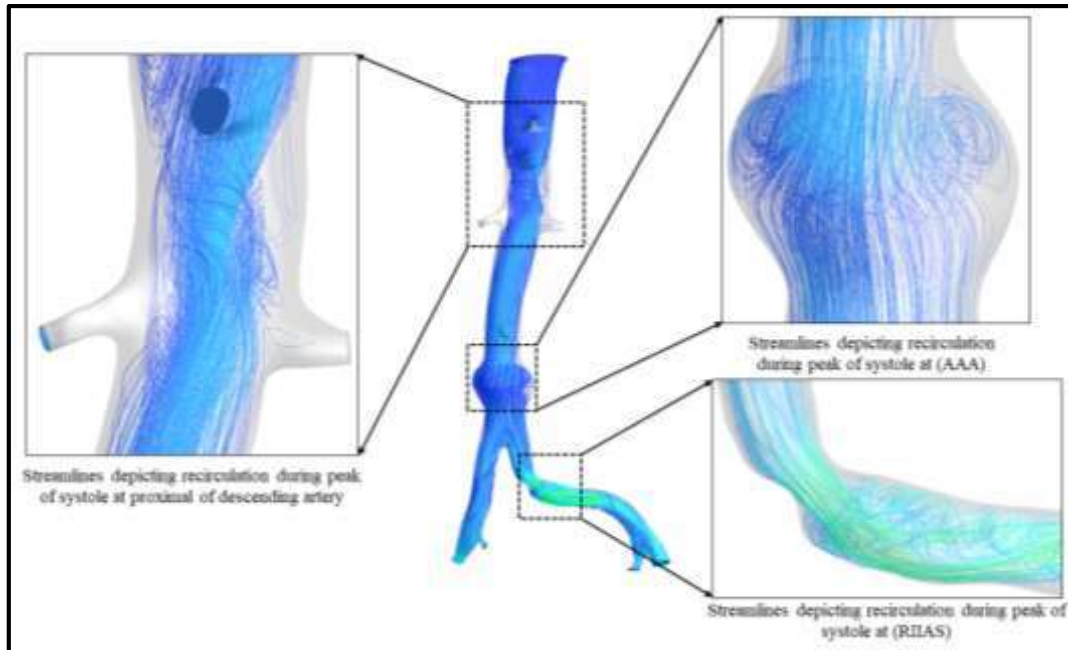 Streamlines depicting recirculation
during peak of systole at (AAA)
Streamlines depicting recirculation during peak
of systole at proximal of descending artery
Streamlines depicting recirculation during peak of
systole at (RIIAS)